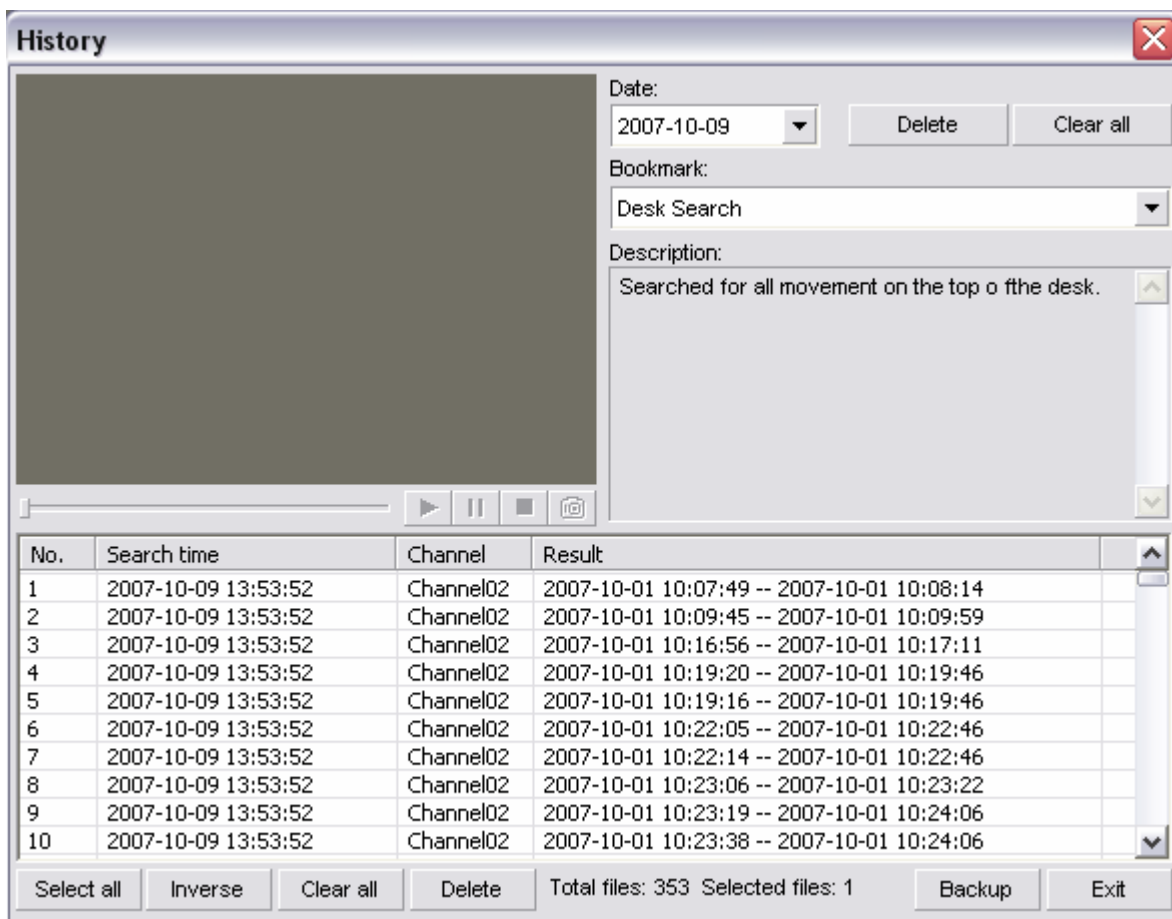 History
Date:
2007-10-09 Delete Clear all
Bookmark:
Desk Search
Description:
Searched for all movement on the top o fthe desk.
No. Search time Channel Result
1 2007-10-09 13:53:52 Channel02 2007-10-01 10:07:49 -- 2007-10-01 10:08:14
2 2007-10-09 13:53:52 Channel02 2007-10-01 10:09:45 -- 2007-10-01 10:09:59
3 2007-10-09 13:53:52 Channel02 2007-10-01 10:16:56 -- 2007-10-01 10:17:11
4 2007-10-09 13:53:52 Channel02 2007-10-01 10:19:20 -- 2007-10-01 10:19:46
5 2007-10-09 13:53:52 Channel02 2007-10-01 10:19:16 -- 2007-10-01 10:19:46
6 2007-10-09 13:53:52 Channel02 2007-10-01 10:22:05 -- 2007-10-01 10:22:46
7 2007-10-09 13:53:52 Channel02 2007-10-01 10:22:14 -- 2007-10-01 10:22:46
8 2007-10-09 13:53:52 Channel02 2007-10-01 10:23:06 -- 2007-10-01 10:23:22
9 2007-10-09 13:53:52 Channel02 2007-10-01 10:23:19 -- 2007-10-01 10:24:06
10 2007-10-09 13:53:52 Channel02 2007-10-01 10:23:38 -- 2007-10-01 10:24:06
Select all Inverse Clear all Delete Total files: 353 Selected files: 1 Backup Exit